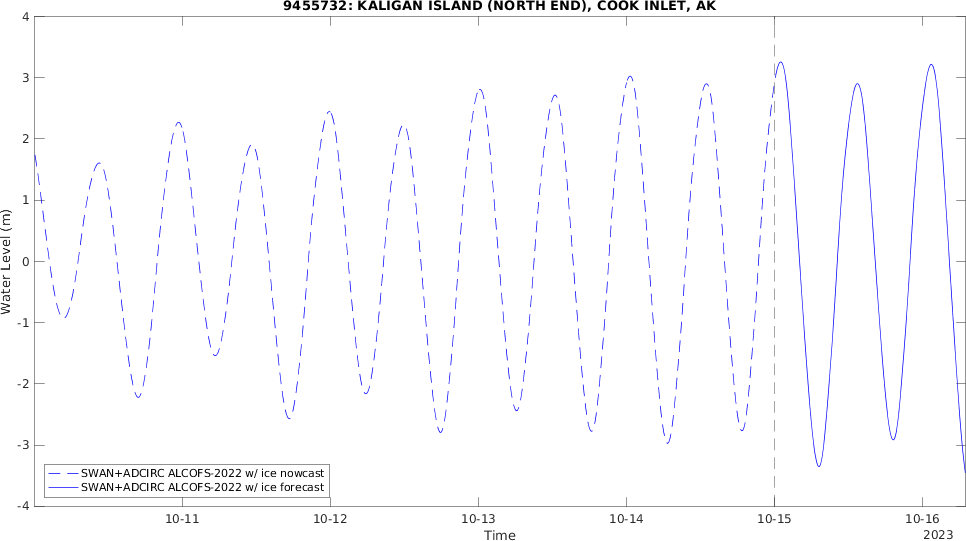 9455732: KALIGAN ISLAND (NORTH END), COOK INLET, AK
4
3
2
1
0
-1
-2
-3
-4
Water Level (m)
SWAN+ADCIRC ALCOFS-2022 w/ ice nowcast
SWAN+ADCIRC ALCOFS-2022 w/ ice forecast
10-11 10-12 10-13 10-14 10-15 10-16
Time
2023